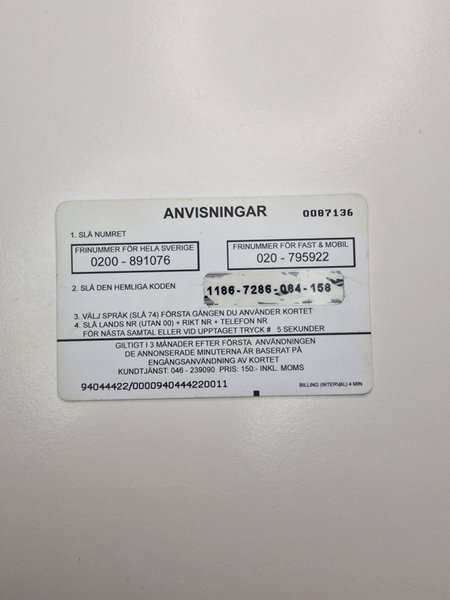 ANVISNINGAR 0087136
1. SLÅ NUMRET
FRINUMMER FÖR HELA SVERIGE
0200 - 891076
FRINUMMER FÖR FAST & MOBIL
020 - 795922
2. SLÅ DEN HEMLIGA KODEN 1186-7286-084-158
3. VÄLJ SPRÅK (SLÅ 74) FÖRSTA GÅNGEN DU ANVÄNDER KORTET
4. SLÅ LANDS NR (UTAN 00) + RIKT NR + TELEFON NR
FÖR NÄSTA SAMTAL ELLER VID UPPTAGET TRYCK # 5 SEKUNDER
GILTIGT I 3 MÅNADER EFTER FÖRSTA ANVÄNDNINGEN
DE ANNONSERADE MINUTERNA ÄR BASERAT PÅ
ENGÅNGSANVÄNDNING AV KORTET
KUNDTJÄNST: 046 - 239090 PRIS: 150:- INKL. MOMS
94044422/0000940444220011 BILLING (INTERVAL) 4 MIN